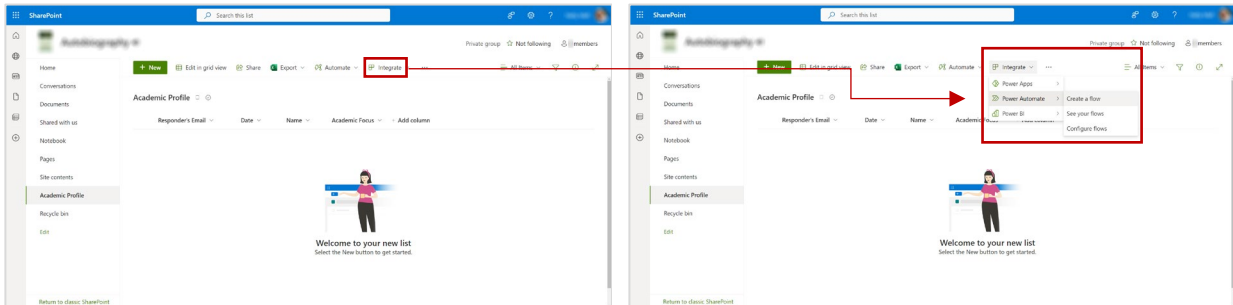 SharePoint
Search this list
?
Private group Not following members
Home
Conversations
Documents
Shared with us
Notebook
Pages
Site contents
Academic Profile
Recycle bin
Edit
Return to classic SharePoint
+ New Edit in grid view Share Export Automate Integrate ... All Items
Academic Profile
Responder's Email Date Name Academic Focus + Add column
Welcome to your new list
Select the New button to get started.
SharePoint
Search this list
?
Private group Not following members
Home
Conversations
Documents
Shared with us
Notebook
Pages
Site contents
Academic Profile
Recycle bin
Edit
Return to classic SharePoint
+ New Edit in grid view Share Export Automate Integrate ... All Items
Power Apps
Power Automate
Power BI
Create a flow
See your flows
Configure flows
Academic Profile
Responder's Email Date Name Academic
Welcome to your new list
Select the New button to get started.